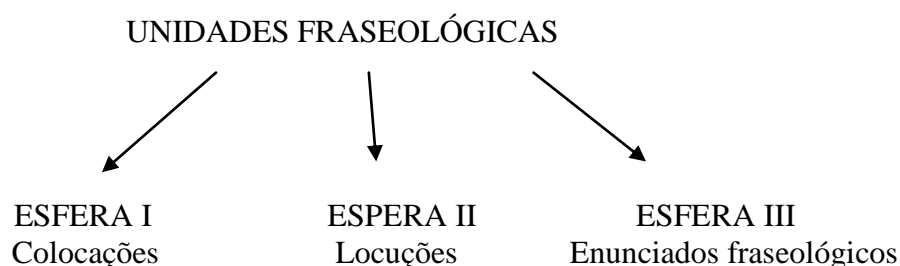 UNIDADES FRASEOLÓGICAS
ESFERA I ESPERA II ESFERA III
Colocações Locuções Enunciados fraseológicos